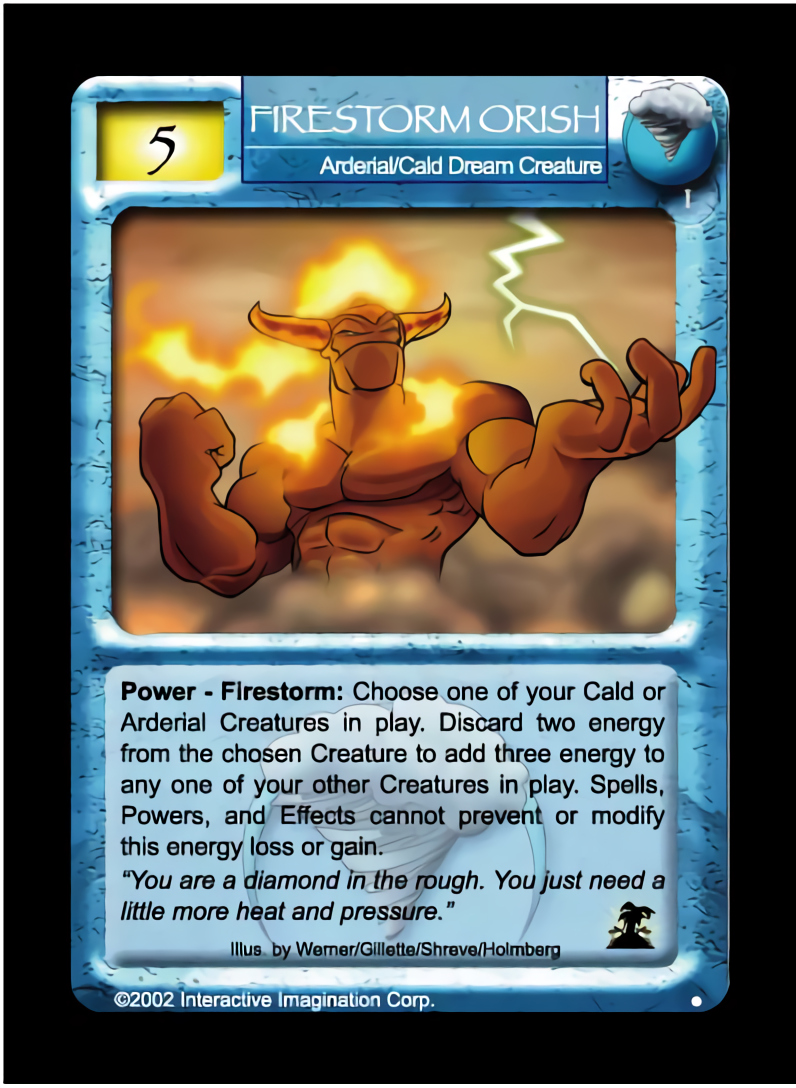 5
FIRESTORM ORISH
Arderial/Cald Dream Creature
I
Power - Firestorm: Choose one of your Cald or
Arderial Creatures in play. Discard two energy
from the chosen Creature to add three energy to
any one of your other Creatures in play. Spells,
Powers, and Effects cannot prevent or modify
this energy loss or gain.
“You are a diamond in the rough. You just need a
little more heat and pressure.”
Illus. by Werner/Gillette/Shreve/Holmberg
©2002 Interactive Imagination Corp.